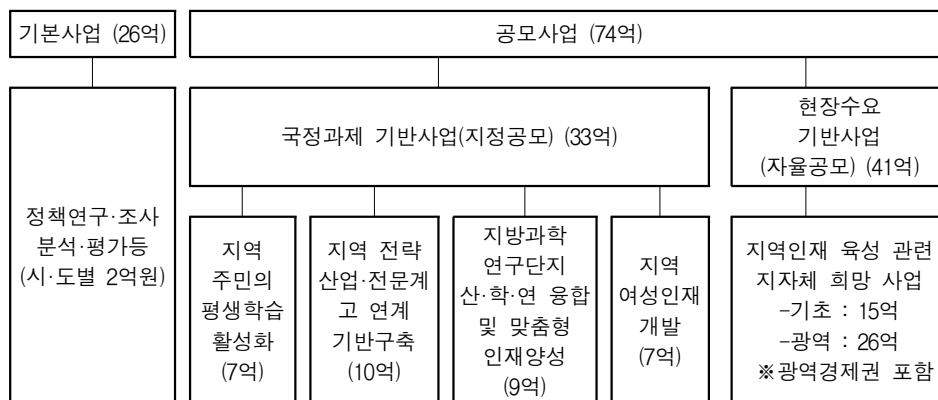 기본사업 (26억)
공모사업 (74억)
정책연구·조사
분석·평가등
(시·도별 2억원)
국정과제 기반사업(지정공모) (33억)
현장수요
기반사업
(자율공모) (41억)
지역
주민의
평생학습
활성화
(7억)
지역 전략
산업·전문계
고 연계
기반구축
(10억)
지방과학
연구단지
산·학·연 융합
및 맞춤형
인재양성
(9억)
지역
여성인재
개발
(7억)
지역인재 육성 관련
지자체 희망 사업
-기초 : 15억
-광역 : 26억
※광역경제권 포함